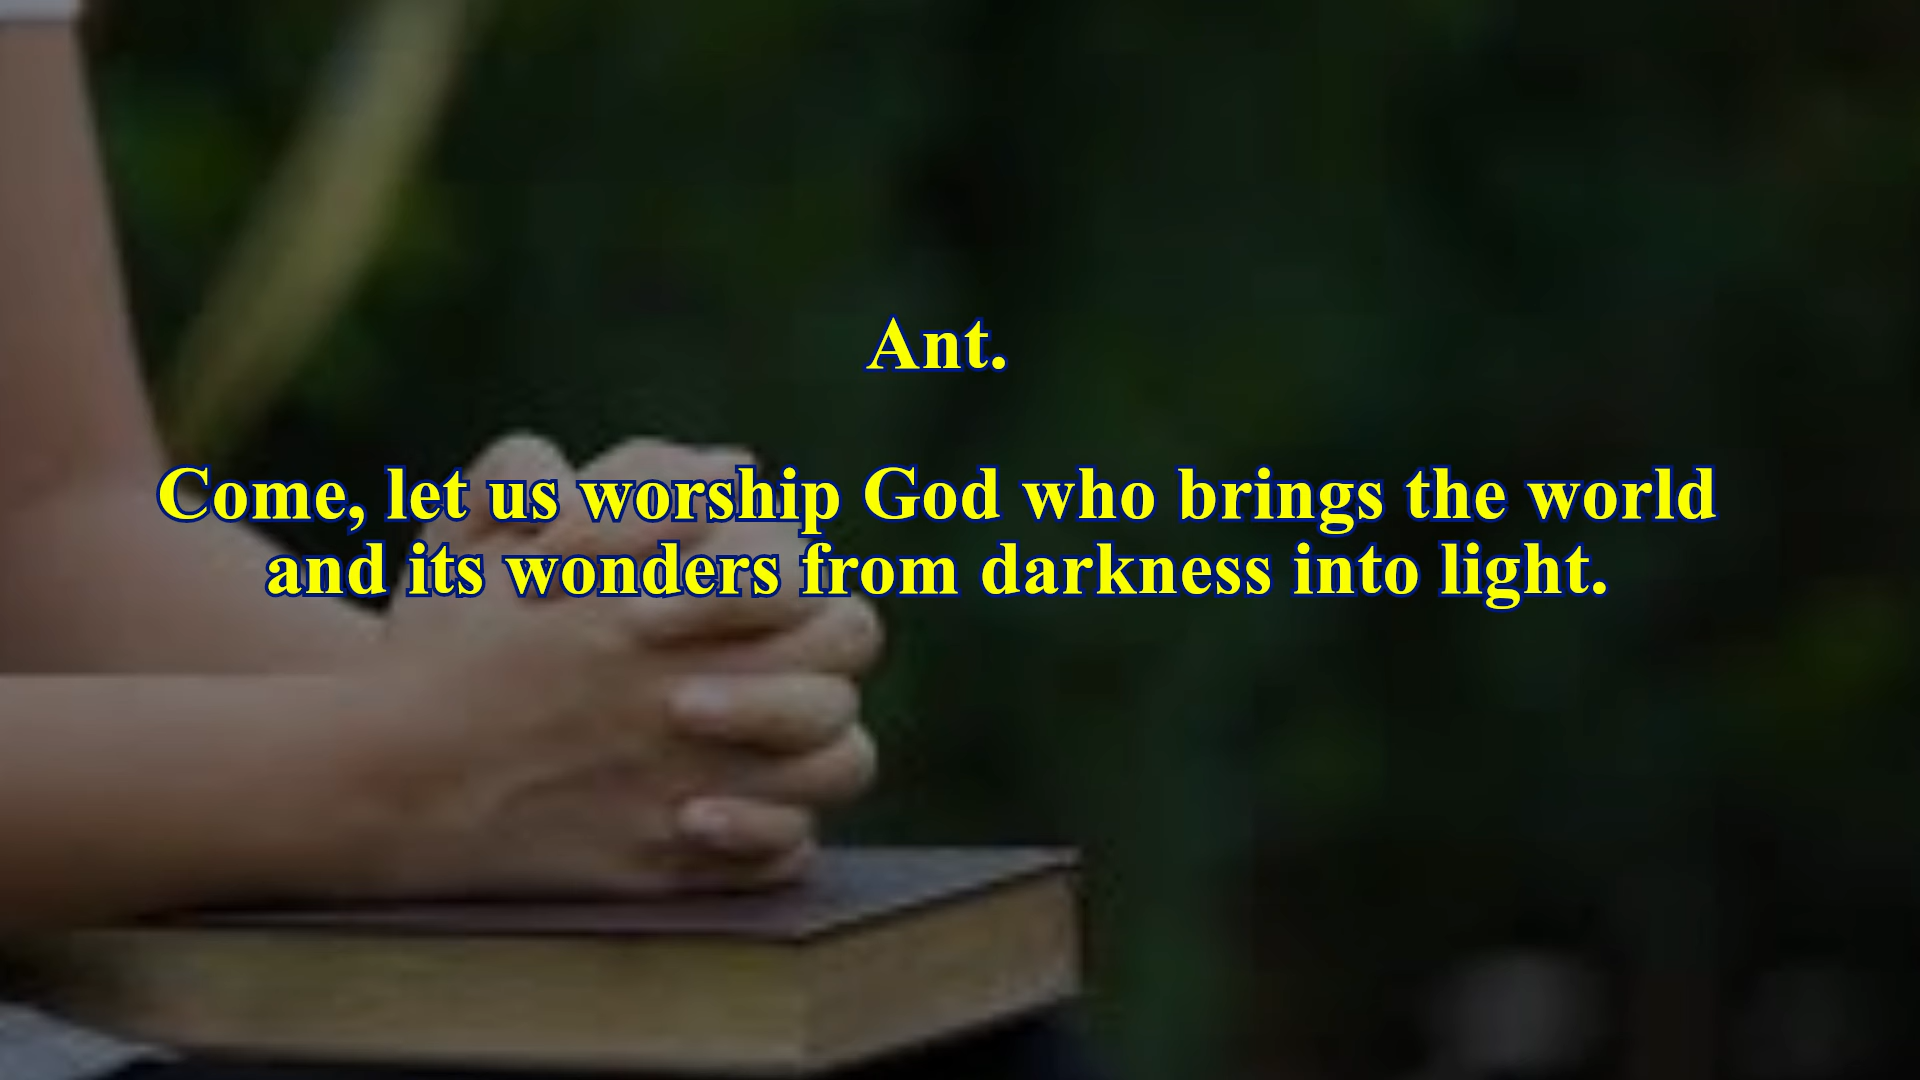 Ant.
Come, let us worship God who brings the world
and its wonders from darkness into light.